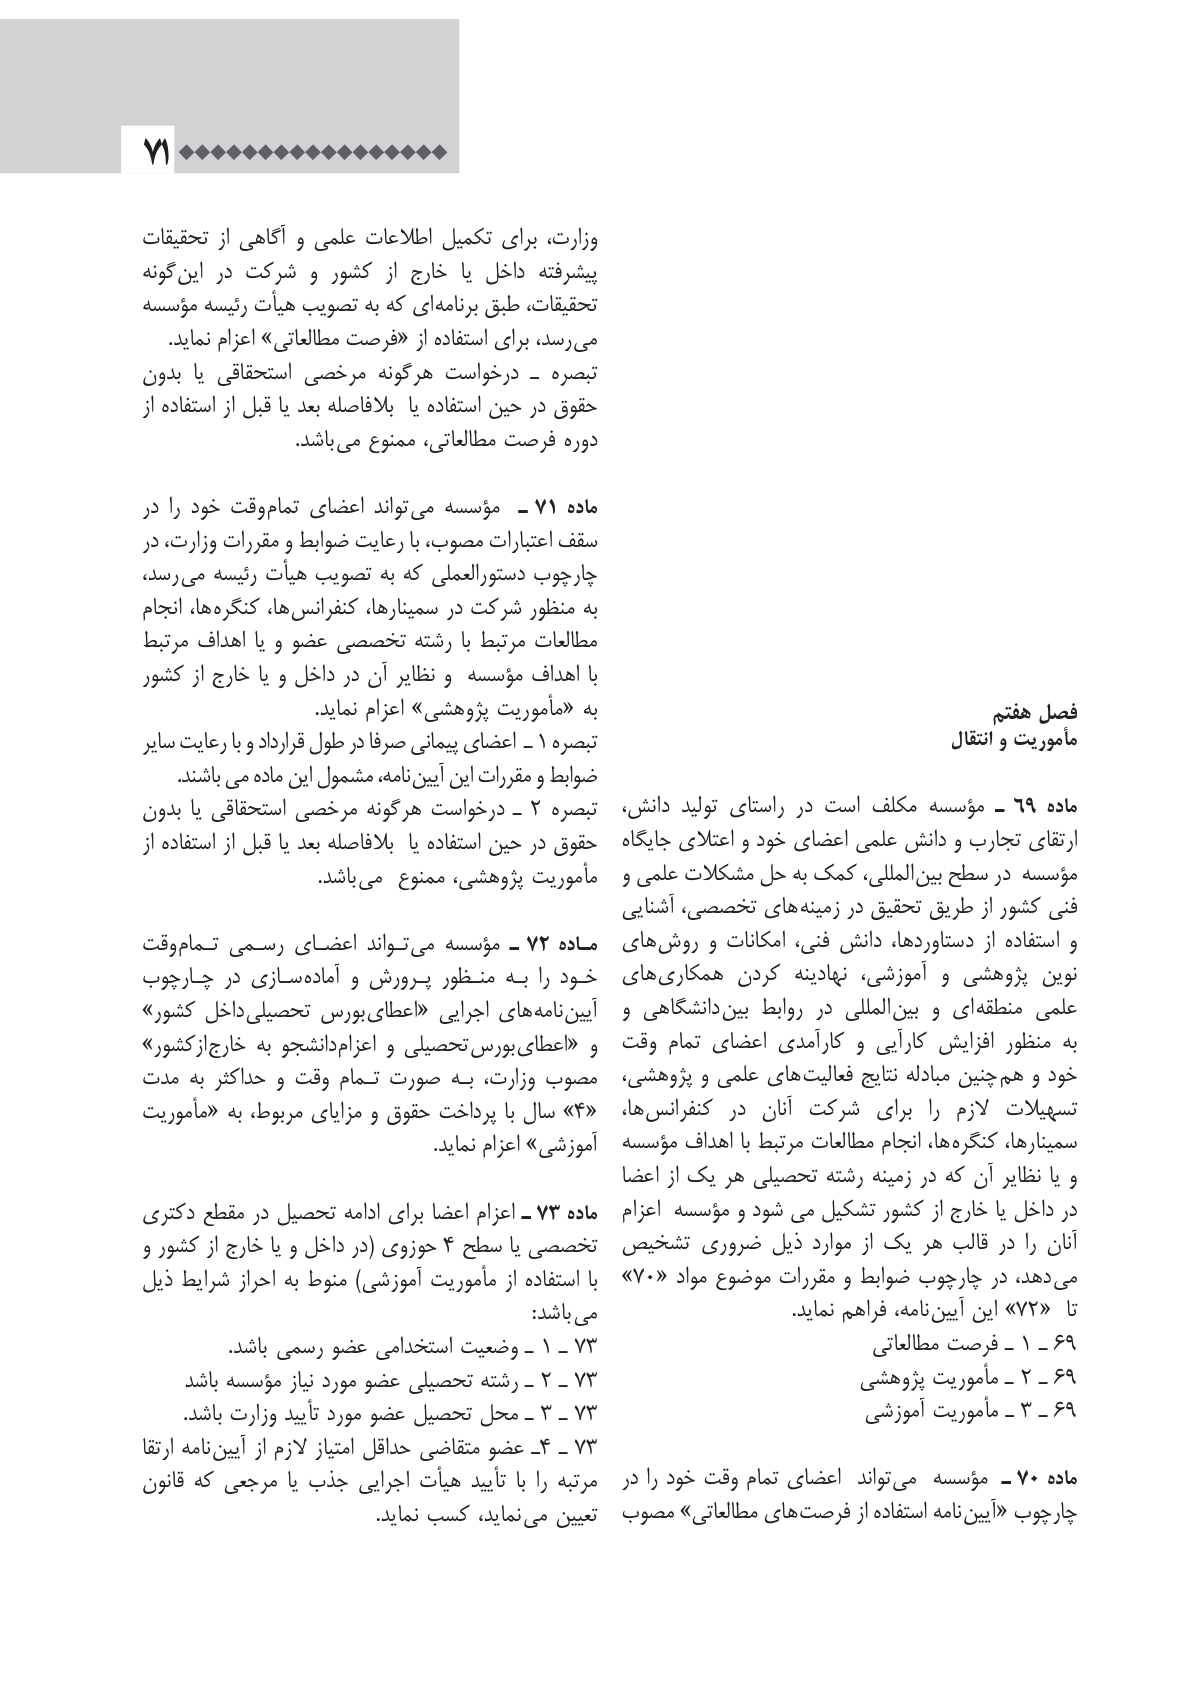 ۷۱
فصل هفتم
مأموریت و انتقال
ماده ۶۹ ـ مؤسسه مکلف است در راستای تولید دانش،
ارتقای تجارب و دانش علمی اعضای خود و اعتلای جایگاه
مؤسسه در سطح بین‌المللی، کمک به حل مشکلات علمی و
فنی کشور از طریق تحقیق در زمینه‌های تخصصی، آشنایی
و استفاده از دستاوردها، دانش فنی، امکانات و روش‌های
نوین پژوهشی و آموزشی، نهادینه کردن همکاری‌های
علمی منطقه‌ای و بین‌المللی در روابط بین‌دانشگاهی و
به منظور افزایش کارآیی و کارآمدی اعضای تمام وقت
خود و هم‌چنین مبادله نتایج فعالیت‌های علمی و پژوهشی،
تسهیلات لازم را برای شرکت آنان در کنفرانس‌ها،
سمینارها، کنگره‌ها، انجام مطالعات مرتبط با اهداف مؤسسه
و یا نظایر آن که در زمینه رشته تحصیلی هر یک از اعضا
در داخل یا خارج از کشور تشکیل می شود و مؤسسه اعزام
آنان را در قالب هر یک از موارد ذیل ضروری تشخیص
می‌دهد، در چارچوب ضوابط و مقررات موضوع مواد «۷۰»
تا «۷۲» این آیین‌نامه، فراهم نماید.
۶۹ ـ ۱ ـ فرصت مطالعاتی
۶۹ ـ ۲ ـ مأموریت پژوهشی
۶۹ ـ ۳ ـ مأموریت آموزشی
ماده ۷۰ ـ مؤسسه می‌تواند اعضای تمام وقت خود را در
چارچوب «آیین‌نامه استفاده از فرصت‌های مطالعاتی» مصوب
وزارت، برای تکمیل اطلاعات علمی و آگاهی از تحقیقات
پیشرفته داخل یا خارج از کشور و شرکت در این‌گونه
تحقیقات، طبق برنامه‌ای که به تصویب هیأت رئیسه مؤسسه
می‌رسد، برای استفاده از «فرصت مطالعاتی» اعزام نماید.
تبصره ـ درخواست هرگونه مرخصی استحقاقی یا بدون
حقوق در حین استفاده یا بلافاصله بعد یا قبل از استفاده از
دوره فرصت مطالعاتی، ممنوع می‌باشد.
ماده ۷۱ ـ مؤسسه می‌تواند اعضای تمام‌وقت خود را در
سقف اعتبارات مصوب، با رعایت ضوابط و مقررات وزارت، در
چارچوب دستورالعملی که به تصویب هیأت رئیسه می‌رسد،
به منظور شرکت در سمینارها، کنفرانس‌ها، کنگره‌ها، انجام
مطالعات مرتبط با رشته تخصصی عضو و یا اهداف مرتبط
با اهداف مؤسسه و نظایر آن در داخل و یا خارج از کشور
به «مأموریت پژوهشی» اعزام نماید.
تبصره ۱ ـ اعضای پیمانی صرفا در طول قرارداد و با رعایت سایر
ضوابط و مقررات این آیین‌نامه، مشمول این ماده می باشند.
تبصره ۲ ـ درخواست هرگونه مرخصی استحقاقی یا بدون
حقوق در حین استفاده یا بلافاصله بعد یا قبل از استفاده از
مأموریت پژوهشی، ممنوع می‌باشد.
مـاده ۷۲ ـ مؤسسه می‌تـواند اعضـای رسـمی تـمام‌وقت
خـود را بـه منـظور پـرورش و آماده‌سـازی در چـارچوب
آیین‌نامه‌های اجرایی «اعطای‌بورس تحصیلی‌داخل کشور»
و «اعطای‌بورس‌تحصیلی و اعزام‌دانشجو به خارج‌ازکشور»
مصوب وزارت، بـه صورت تـمام وقت و حداکثر به مدت
«۴» سال با پرداخت حقوق و مزایای مربوط، به «مأموریت
آموزشی» اعزام نماید.
ماده ۷۳ ـ اعزام اعضا برای ادامه تحصیل در مقطع دکتری
تخصصی یا سطح ۴ حوزوی (در داخل و یا خارج از کشور و
با استفاده از مأموریت آموزشی) منوط به احراز شرایط ذیل
می‌باشد:
۷۳ ـ ۱ ـ وضعیت استخدامی عضو رسمی باشد.
۷۳ ـ ۲ ـ رشته تحصیلی عضو مورد نیاز مؤسسه باشد
۷۳ ـ ۳ ـ محل تحصیل عضو مورد تأیید وزارت باشد.
۷۳ ـ ۴ـ عضو متقاضی حداقل امتیاز لازم از آیین‌نامه ارتقا
مرتبه را با تأیید هیأت اجرایی جذب یا مرجعی که قانون
تعیین می‌نماید، کسب نماید.